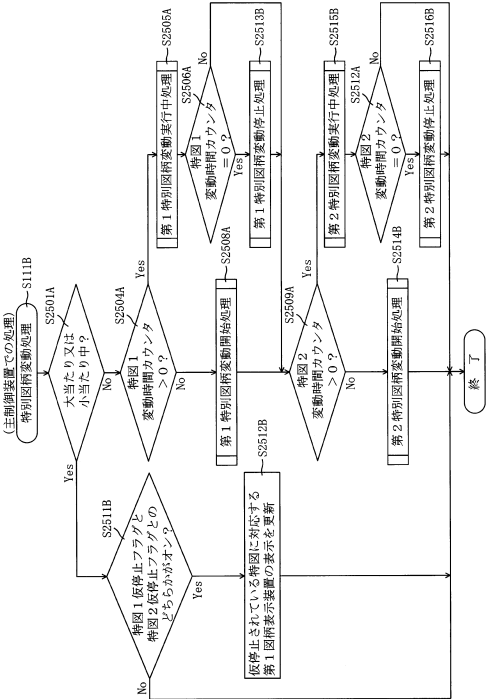 (主制御装置での処理)
特別図柄変動処理
S111B
大当たり又は
小当たり中?
S2501A
Yes
No
特図1仮停止フラグと
特図2仮停止フラグとの
どちらかがオン?
S2511B
No
Yes
仮停止されている特図に対応する
第1図柄表示装置の表示を更新
S2512B
特図1
変動時間カウンタ
>0?
S2504A
Yes
No
第1特別図柄変動実行中処理
S2505A
特図1
変動時間カウンタ
=0?
S2506A
No
Yes
第1特別図柄変動停止処理
S2513B
第1特別図柄変動開始処理
S2508A
特図2
変動時間カウンタ
>0?
S2509A
Yes
No
第2特別図柄変動実行中処理
S2515B
特図2
変動時間カウンタ
=0?
S2512A
No
Yes
第2特別図柄変動停止処理
S2516B
第2特別図柄変動開始処理
S2514B
終了